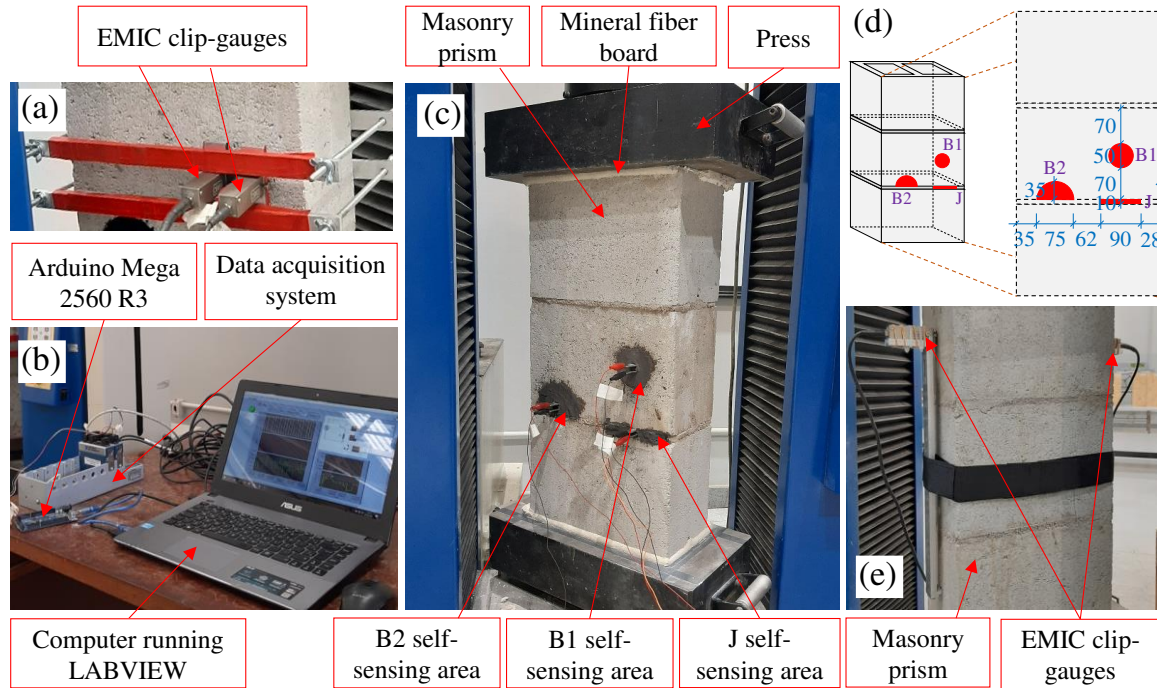 EMIC clip-gauges
Masonry
prism
Mineral fiber
board
Press
(a)
Arduino Mega
2560 R3
Data acquisition
system
(b)
ASUS
Computer running
LABVIEW
(c)
B2 self-
sensing area
B1 self-
sensing area
J self-
sensing area
(d)
B1
B2
J
70
50
B1
B2
70
35
10
J
35
75
62
90
28
(e)
Masonry
prism
EMIC clip-
gauges